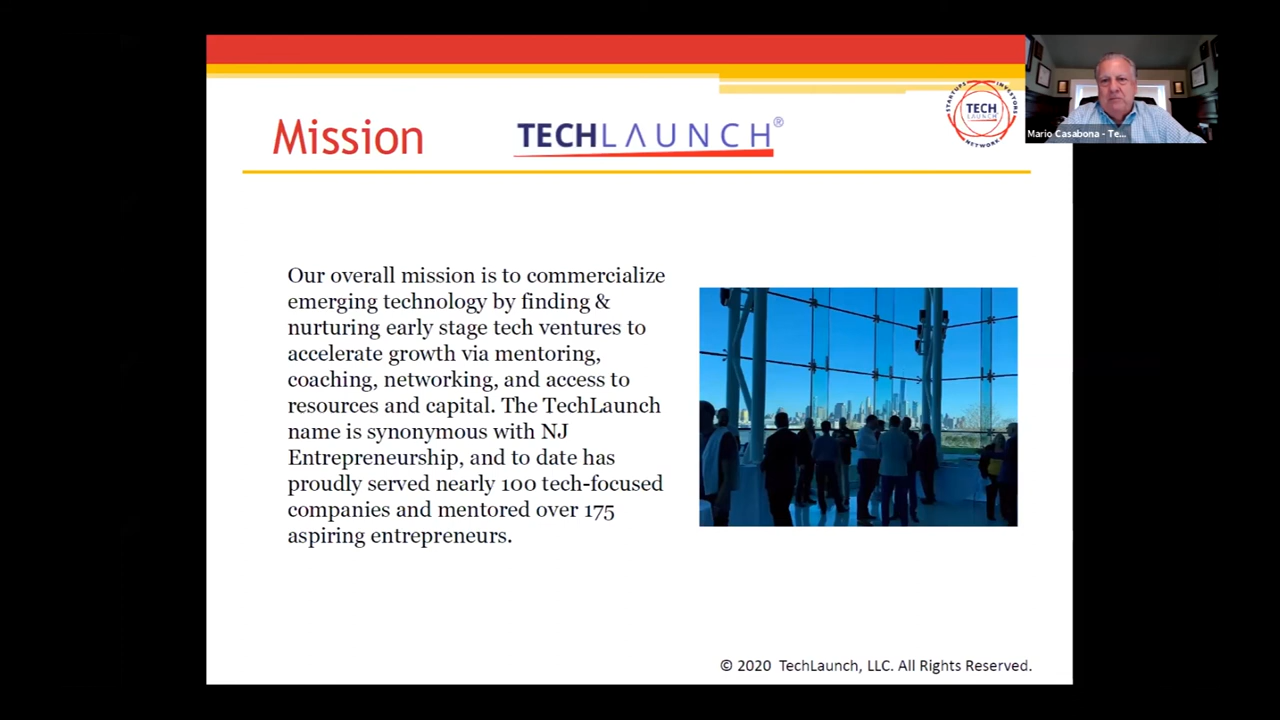 Mission
TECHLAUNCH®
STARTUPS INVESTORS
TECH
LAUNCH
NETWORK
Mario Casabona - Te...
Our overall mission is to commercialize
emerging technology by finding &
nurturing early stage tech ventures to
accelerate growth via mentoring,
coaching, networking, and access to
resources and capital. The TechLaunch
name is synonymous with NJ
Entrepreneurship, and to date has
proudly served nearly 100 tech-focused
companies and mentored over 175
aspiring entrepreneurs.
© 2020 TechLaunch, LLC. All Rights Reserved.